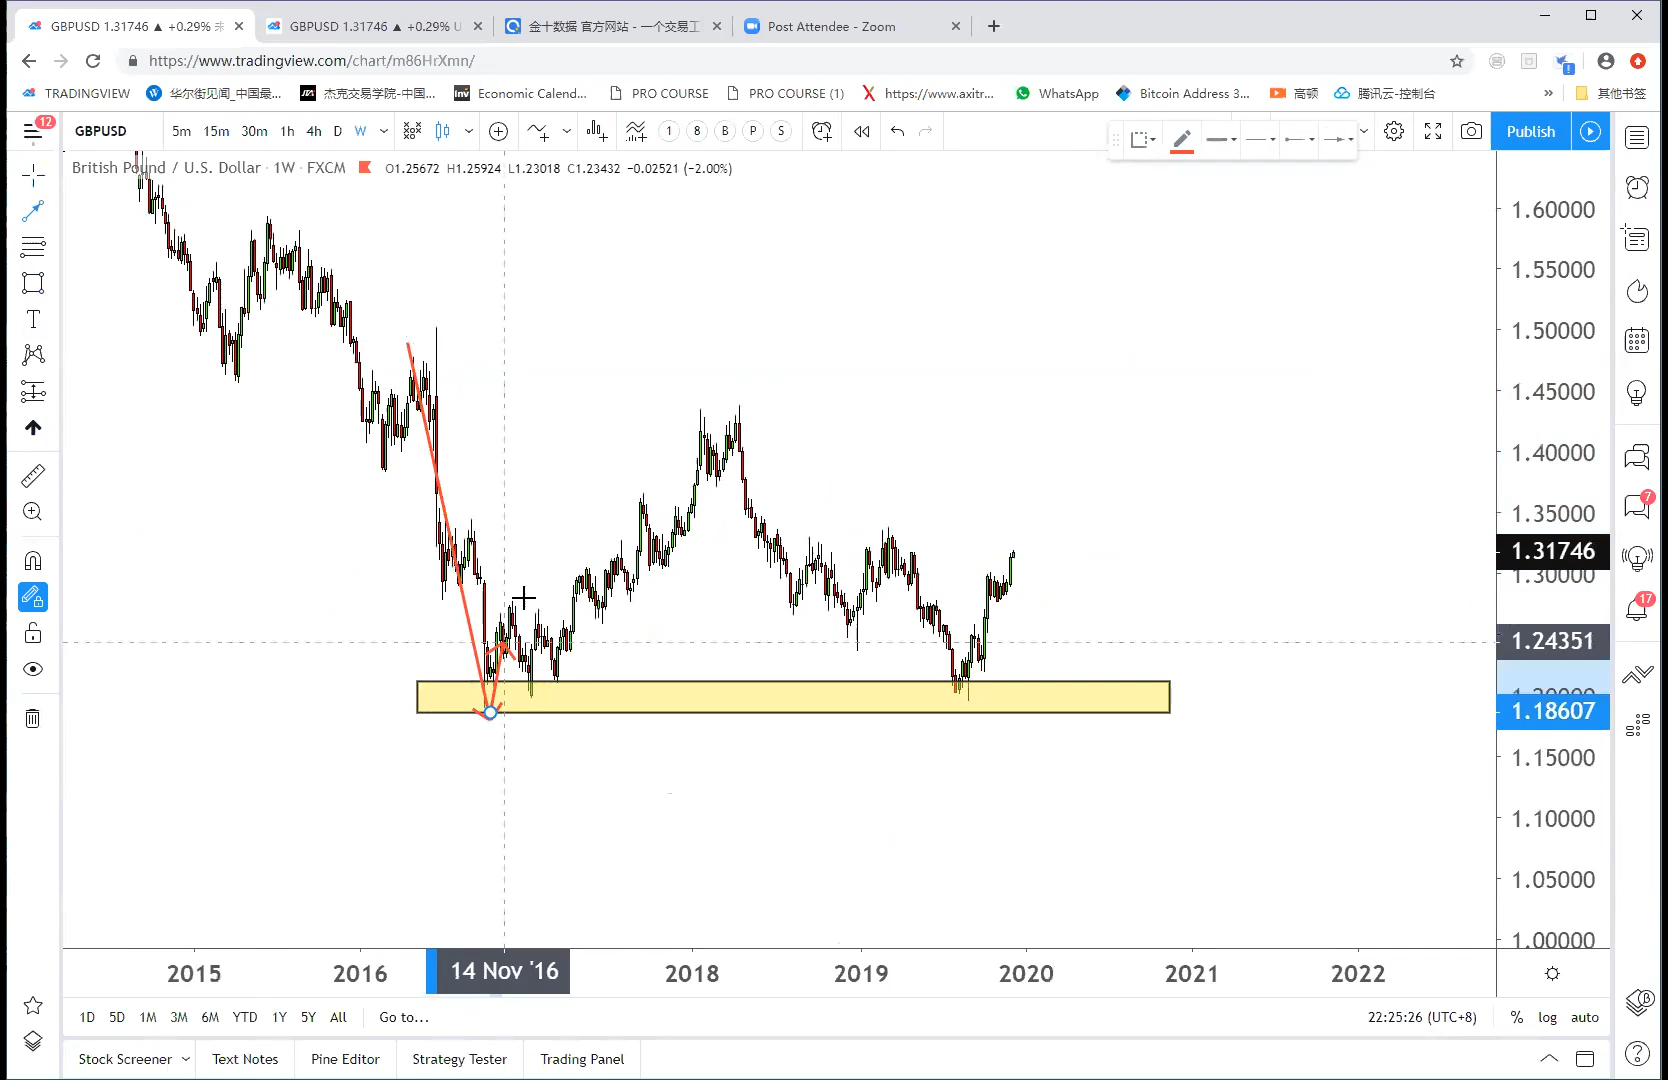 GBPUSD 1.31746 ▲ +0.29% 未
GBPUSD 1.31746 ▲ +0.29% U
金十数据 官方网站 - 一个交易工
Post Attendee - Zoom
https://www.tradingview.com/chart/m86HrXmn/
TRADINGVIEW 华尔街见闻_中国最... 杰克交易学院-中国... Economic Calend... PRO COURSE PRO COURSE (1) https://www.axitr... WhatsApp Bitcoin Address 3... 高顿 腾讯云-控制台 » 其他书签
12 GBPUSD 5m 15m 30m 1h 4h D W 1 8 B P S Publish
British Pound / U.S. Dollar · 1W · FXCM O1.25672 H1.25924 L1.23018 C1.23432 −0.02521 (−2.00%)
1.60000
1.55000
1.50000
1.45000
1.40000
1.35000
1.31746
1.30000
1.24351
1.20000
1.18607
1.15000
1.10000
1.05000
1.00000
7
17
2015 2016 14 Nov '16 2018 2019 2020 2021 2022
1D 5D 1M 3M 6M YTD 1Y 5Y All Go to... 22:25:26 (UTC+8) % log auto
Stock Screener Text Notes Pine Editor Strategy Tester Trading Panel